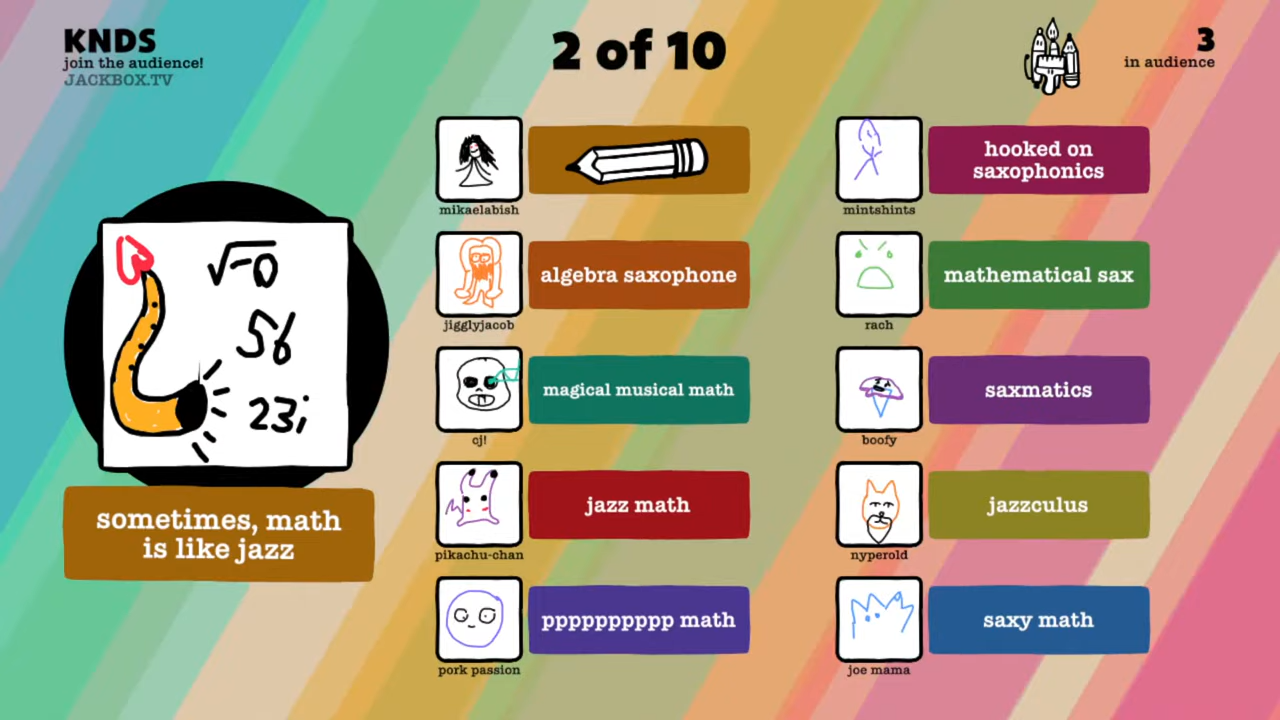 KNDS
join the audience!
JACKBOX.TV
2 of 10
3
in audience
√-0
56
23i
sometimes, math
is like jazz
mikaelabish
algebra saxophone
jigglyjacob
magical musical math
cj!
jazz math
pikachu-chan
pppppppppp math
pork passion
hooked on
saxophonics
mintshints
mathematical sax
rach
saxmatics
boofy
jazzculus
nyperold
saxy math
joe mama